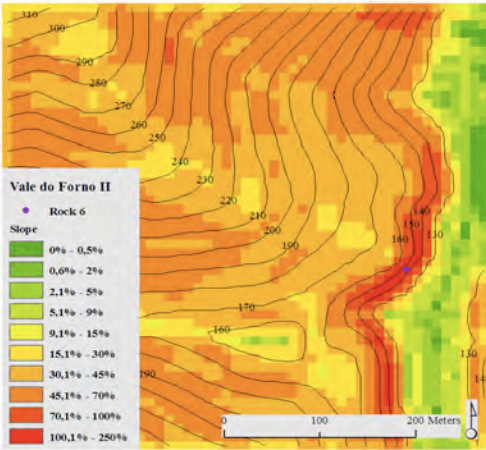 310
300
290
280
270
260
250
240
230
220
210
200
190
170
160
140
150
160
130
Vale do Forno II
Rock 6
Slope
0% - 0,5%
0,6% - 2%
2,1% - 5%
5,1% - 9%
9,1% - 15%
15,1% - 30%
30,1% - 45%
45,1% - 70%
70,1% - 100%
100,1% - 250%
190
130
0 100 200 Meters